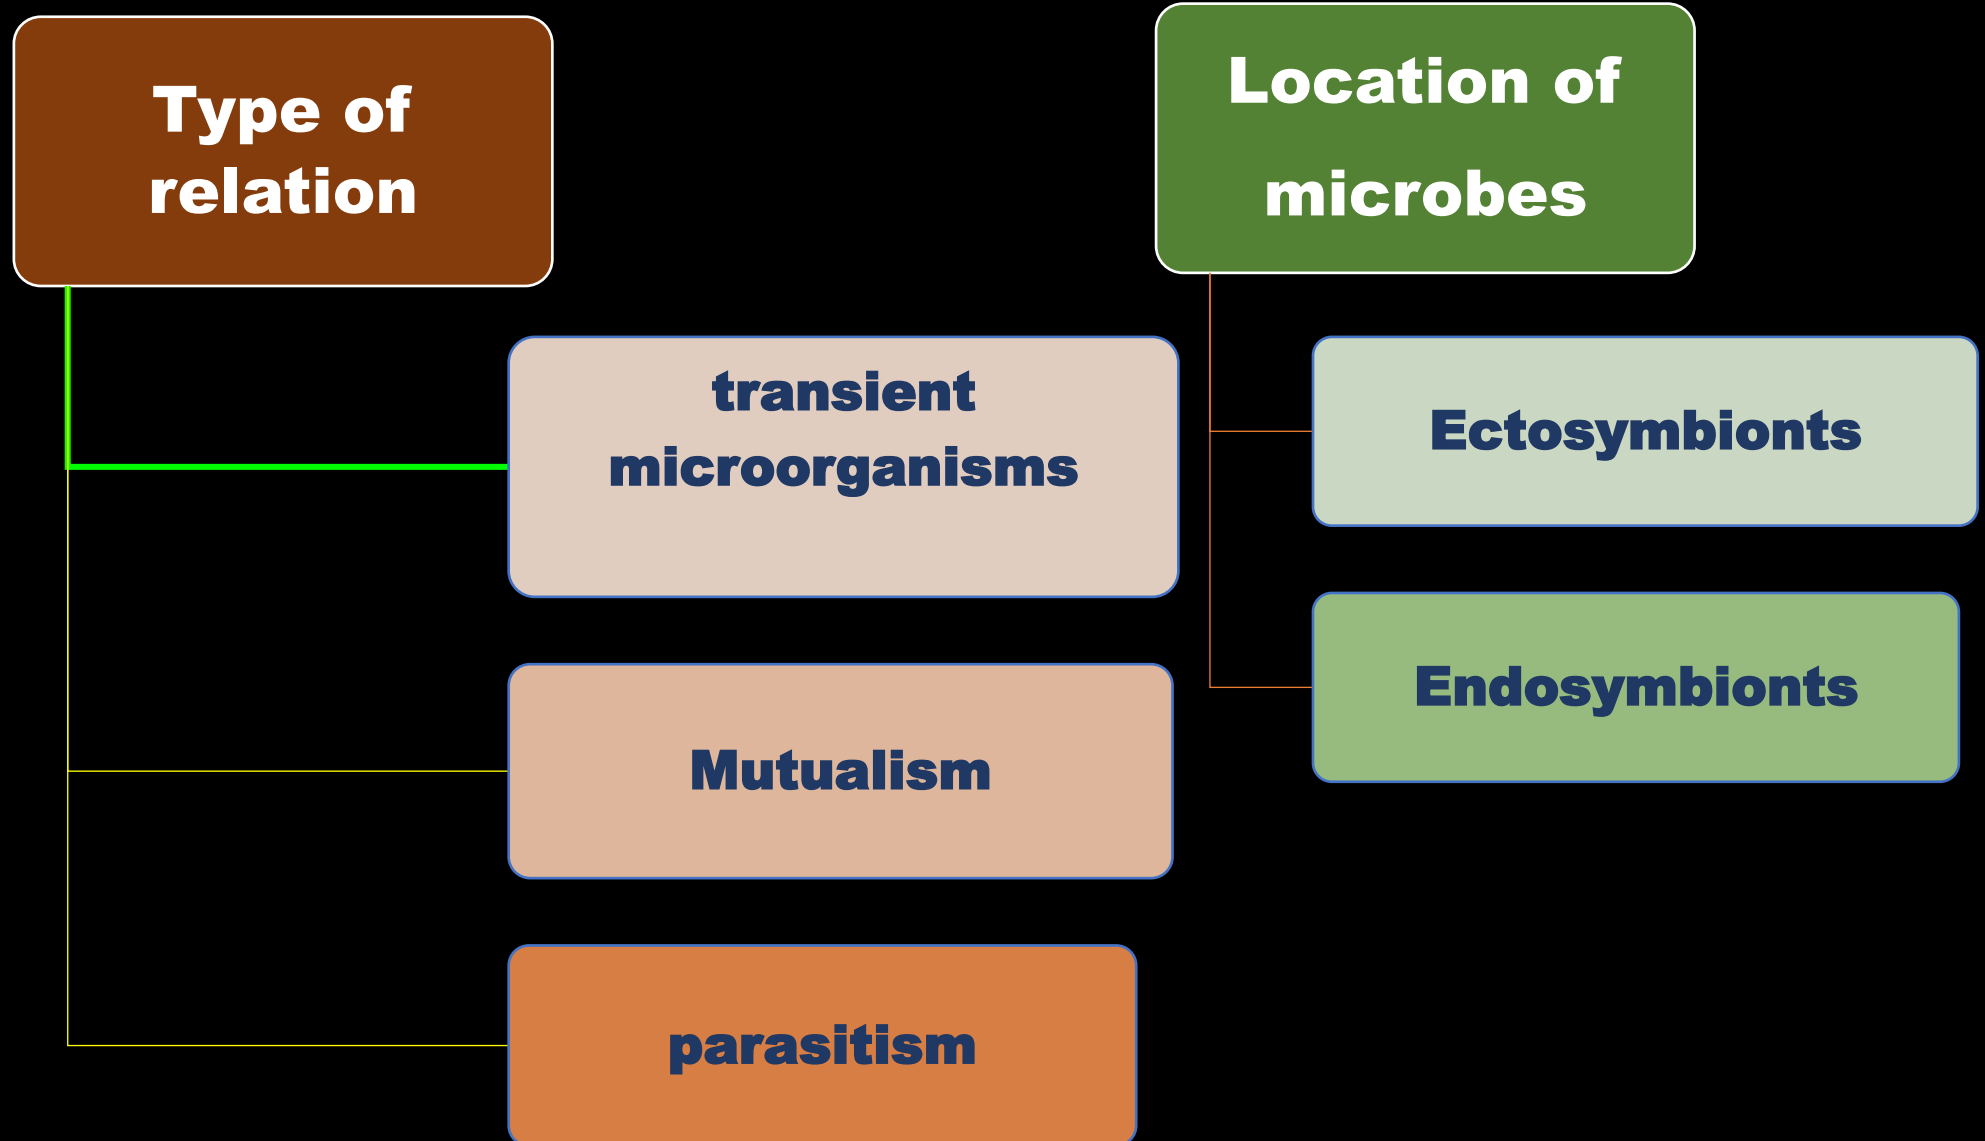 Type of
relation
transient
microorganisms
Mutualism
parasitism
Location of
microbes
Ectosymbionts
Endosymbionts